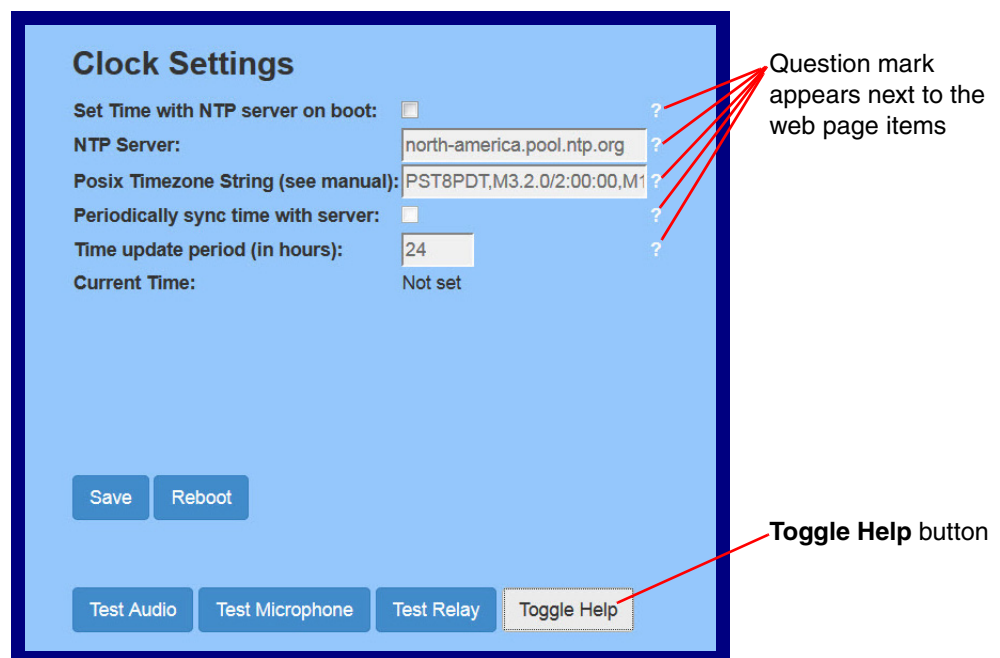 Clock Settings
Set Time with NTP server on boot: ?
NTP Server: north-america.pool.ntp.org ?
Posix Timezone String (see manual): PST8PDT,M3.2.0/2:00:00,M1 ?
Periodically sync time with server: ?
Time update period (in hours): 24 ?
Current Time: Not set
Save Reboot
Test Audio Test Microphone Test Relay Toggle Help
Question mark
appears next to the
web page items
Toggle Help button